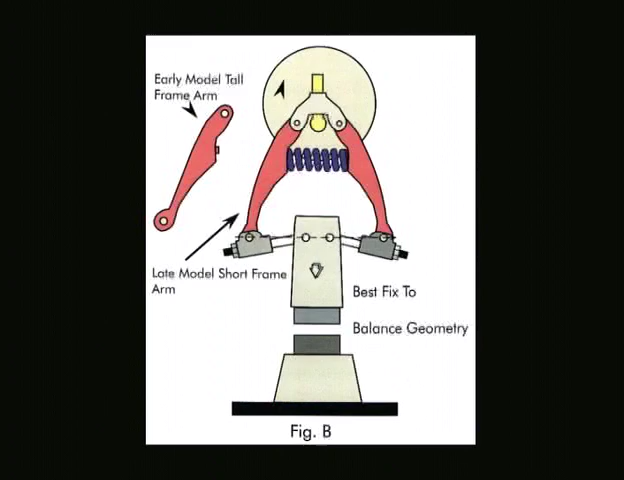 Early Model Tall
Frame Arm
Late Model Short Frame
Arm
Best Fix To
Balance Geometry
Fig. B